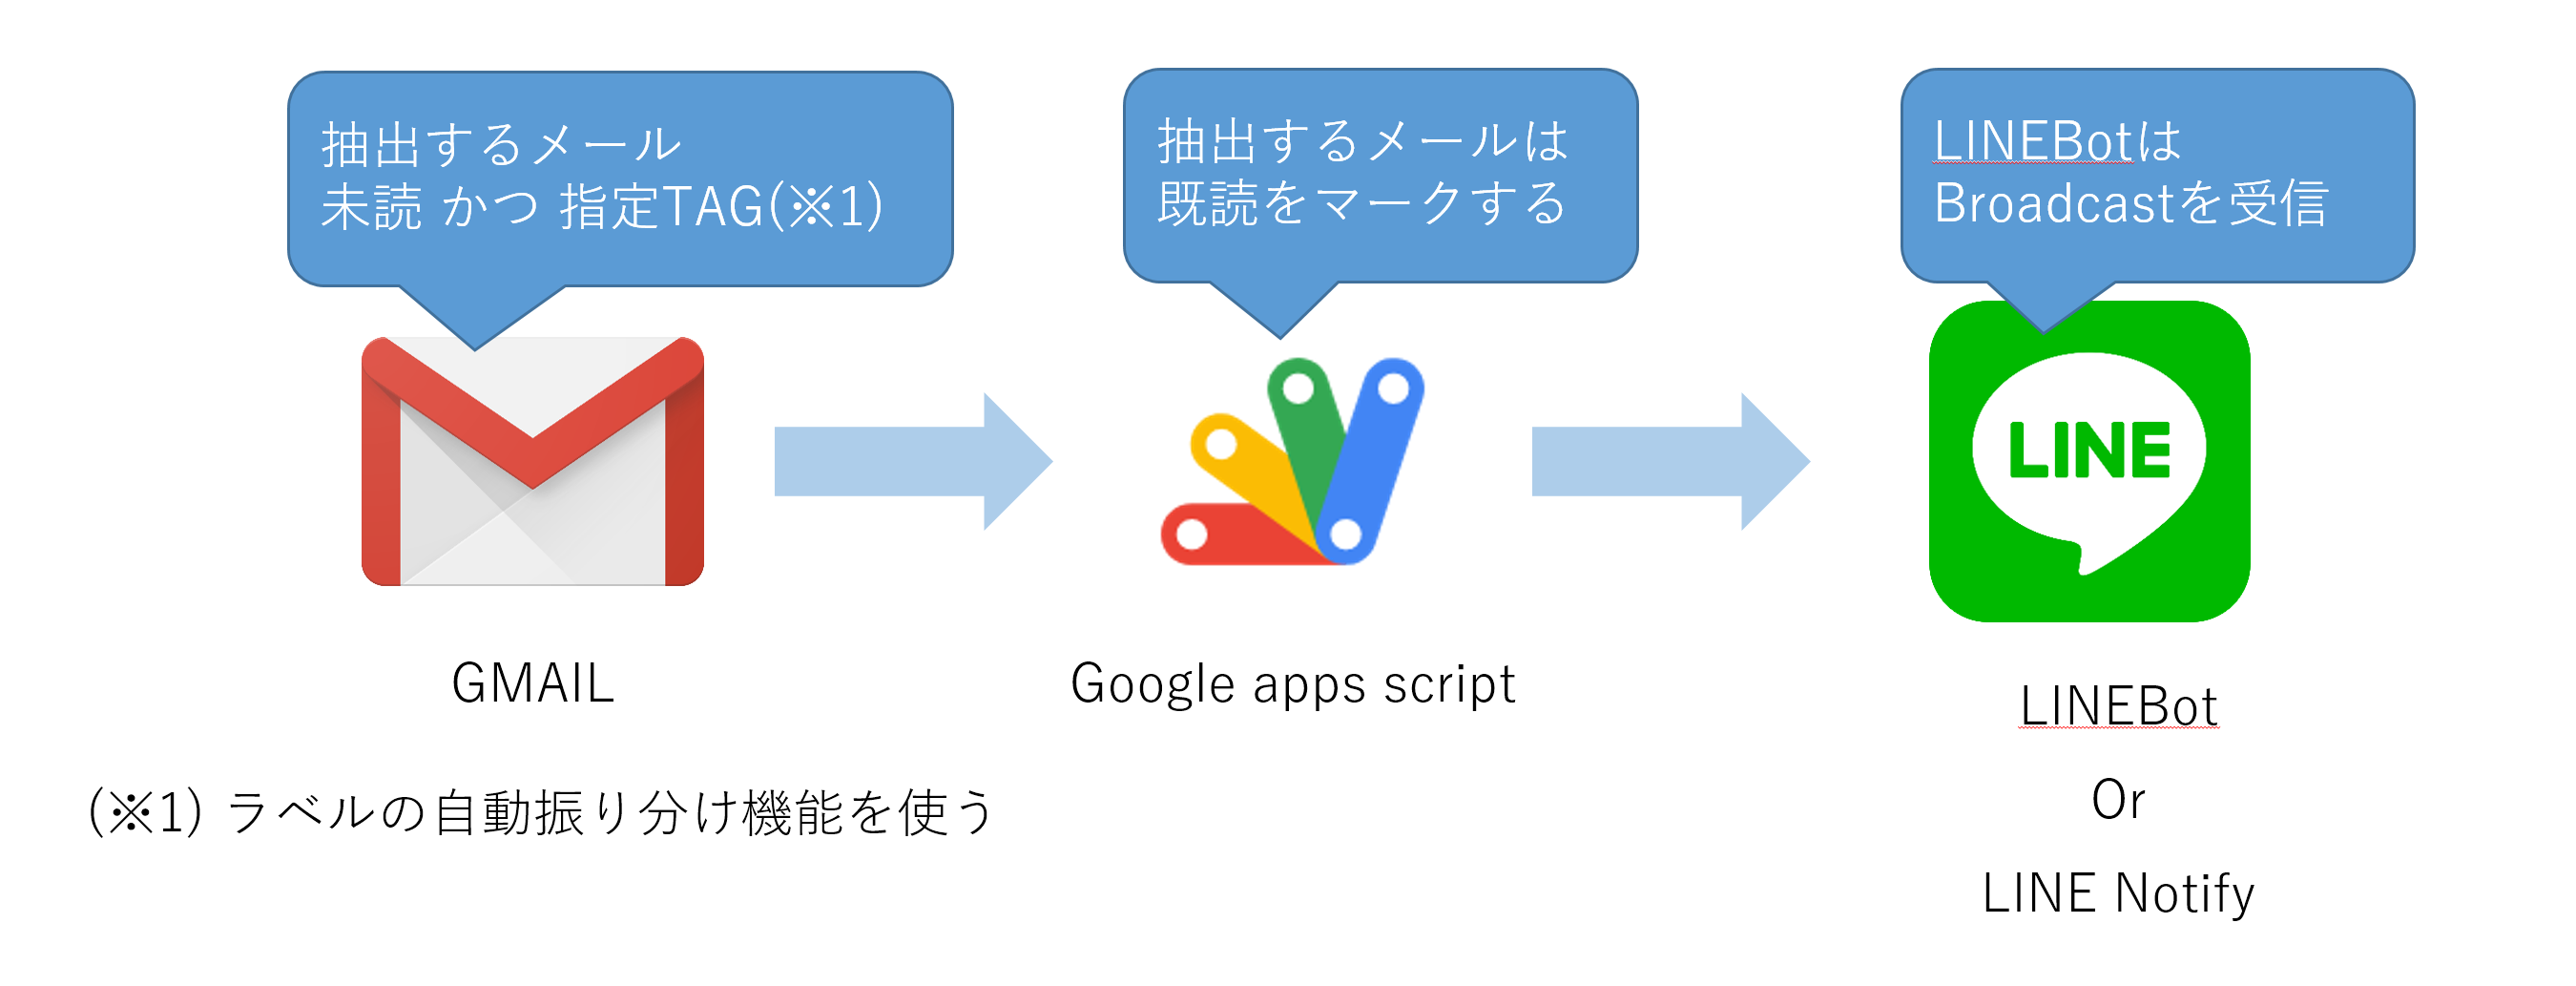 抽出するメール
未読 かつ 指定TAG(※1)
抽出するメールは
既読をマークする
LINEBotは
Broadcastを受信
LINE
GMAIL
Google apps script
LINEBot
Or
LINE Notify
(※1) ラベルの自動振り分け機能を使う